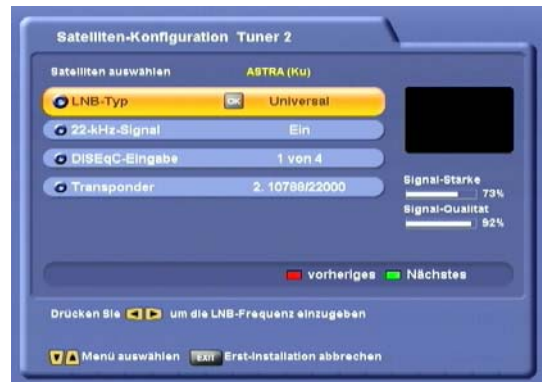 Satelliten-Konfiguration Tuner 2
Satelliten auswählen ASTRA (Ku)
LNB-Typ OK Universal
22-kHz-Signal Ein
DISEqC-Eingabe 1 von 4
Transponder 2. 10788/22000
Signal-Stärke
73%
Signal-Qualität
92%
vorheriges Nächstes
Drücken Sie um die LNB-Frequenz einzugeben
Menü auswählen EXIT Erst-Installation abbrechen